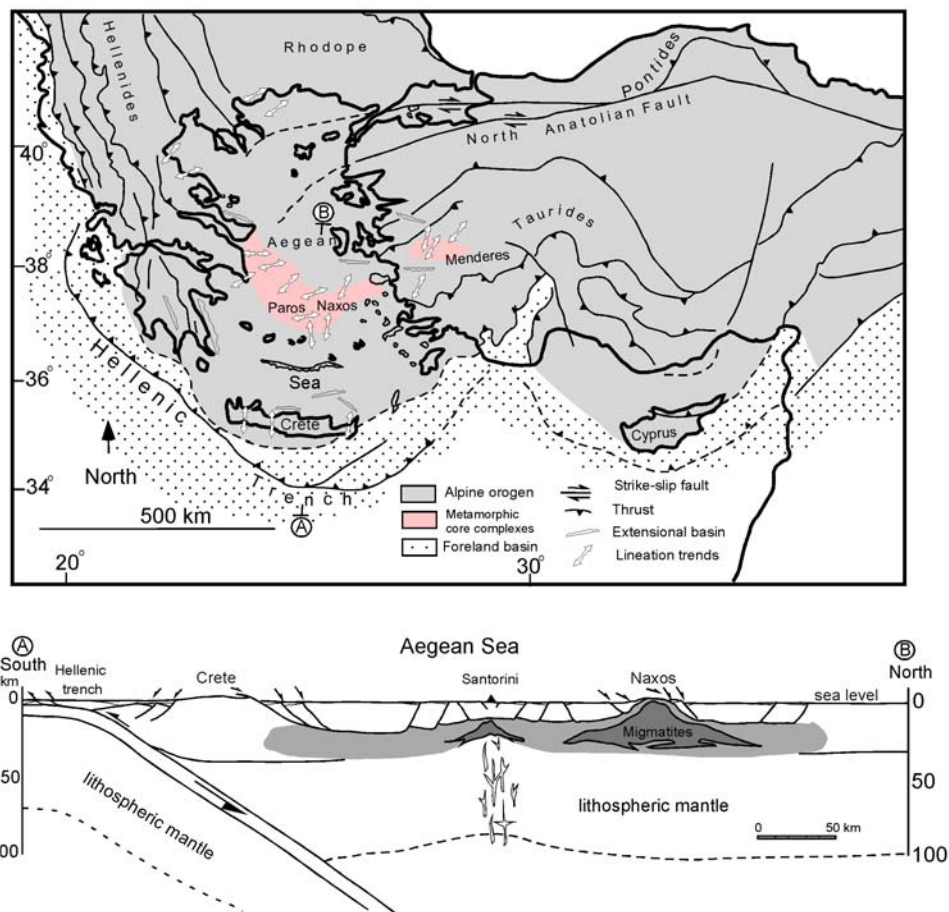 Hellenides
Rhodope
Pontides
North Anatolian Fault
40°
B
Aegean
Taurides
38°
Menderes
Paros Naxos
36°
Sea
Hellenic
Crete
Cyprus
North
34°
Trench
500 km
A
Alpine orogen
Metamorphic
core complexes
Foreland basin
Strike-slip fault
Thrust
Extensional basin
Lineation trends
20°
30°
A
South
km
Hellenic
trench
Crete
Aegean Sea
Santorini
Naxos
B
North
0
sea level
0
Migmatites
50
lithospheric mantle
lithospheric mantle
50
0 50 km
00
100